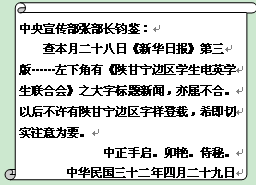 中央宣传部张部长钧鉴：
查本月二十八日《新华日报》第三
版------左下角有《陕甘宁边区学生电英学
生联合会》之大字标题新闻，亦属不合。
以后不许有陕甘宁边区字样登载，希即切
实注意为要。
中正手启。卯艳。侍秘。
中华民国三十二年四月二十九日